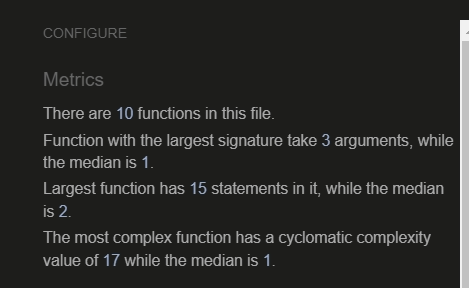 CONFIGURE
Metrics
There are 10 functions in this file.
Function with the largest signature take 3 arguments, while
the median is 1.
Largest function has 15 statements in it, while the median
is 2.
The most complex function has a cyclomatic complexity
value of 17 while the median is 1.